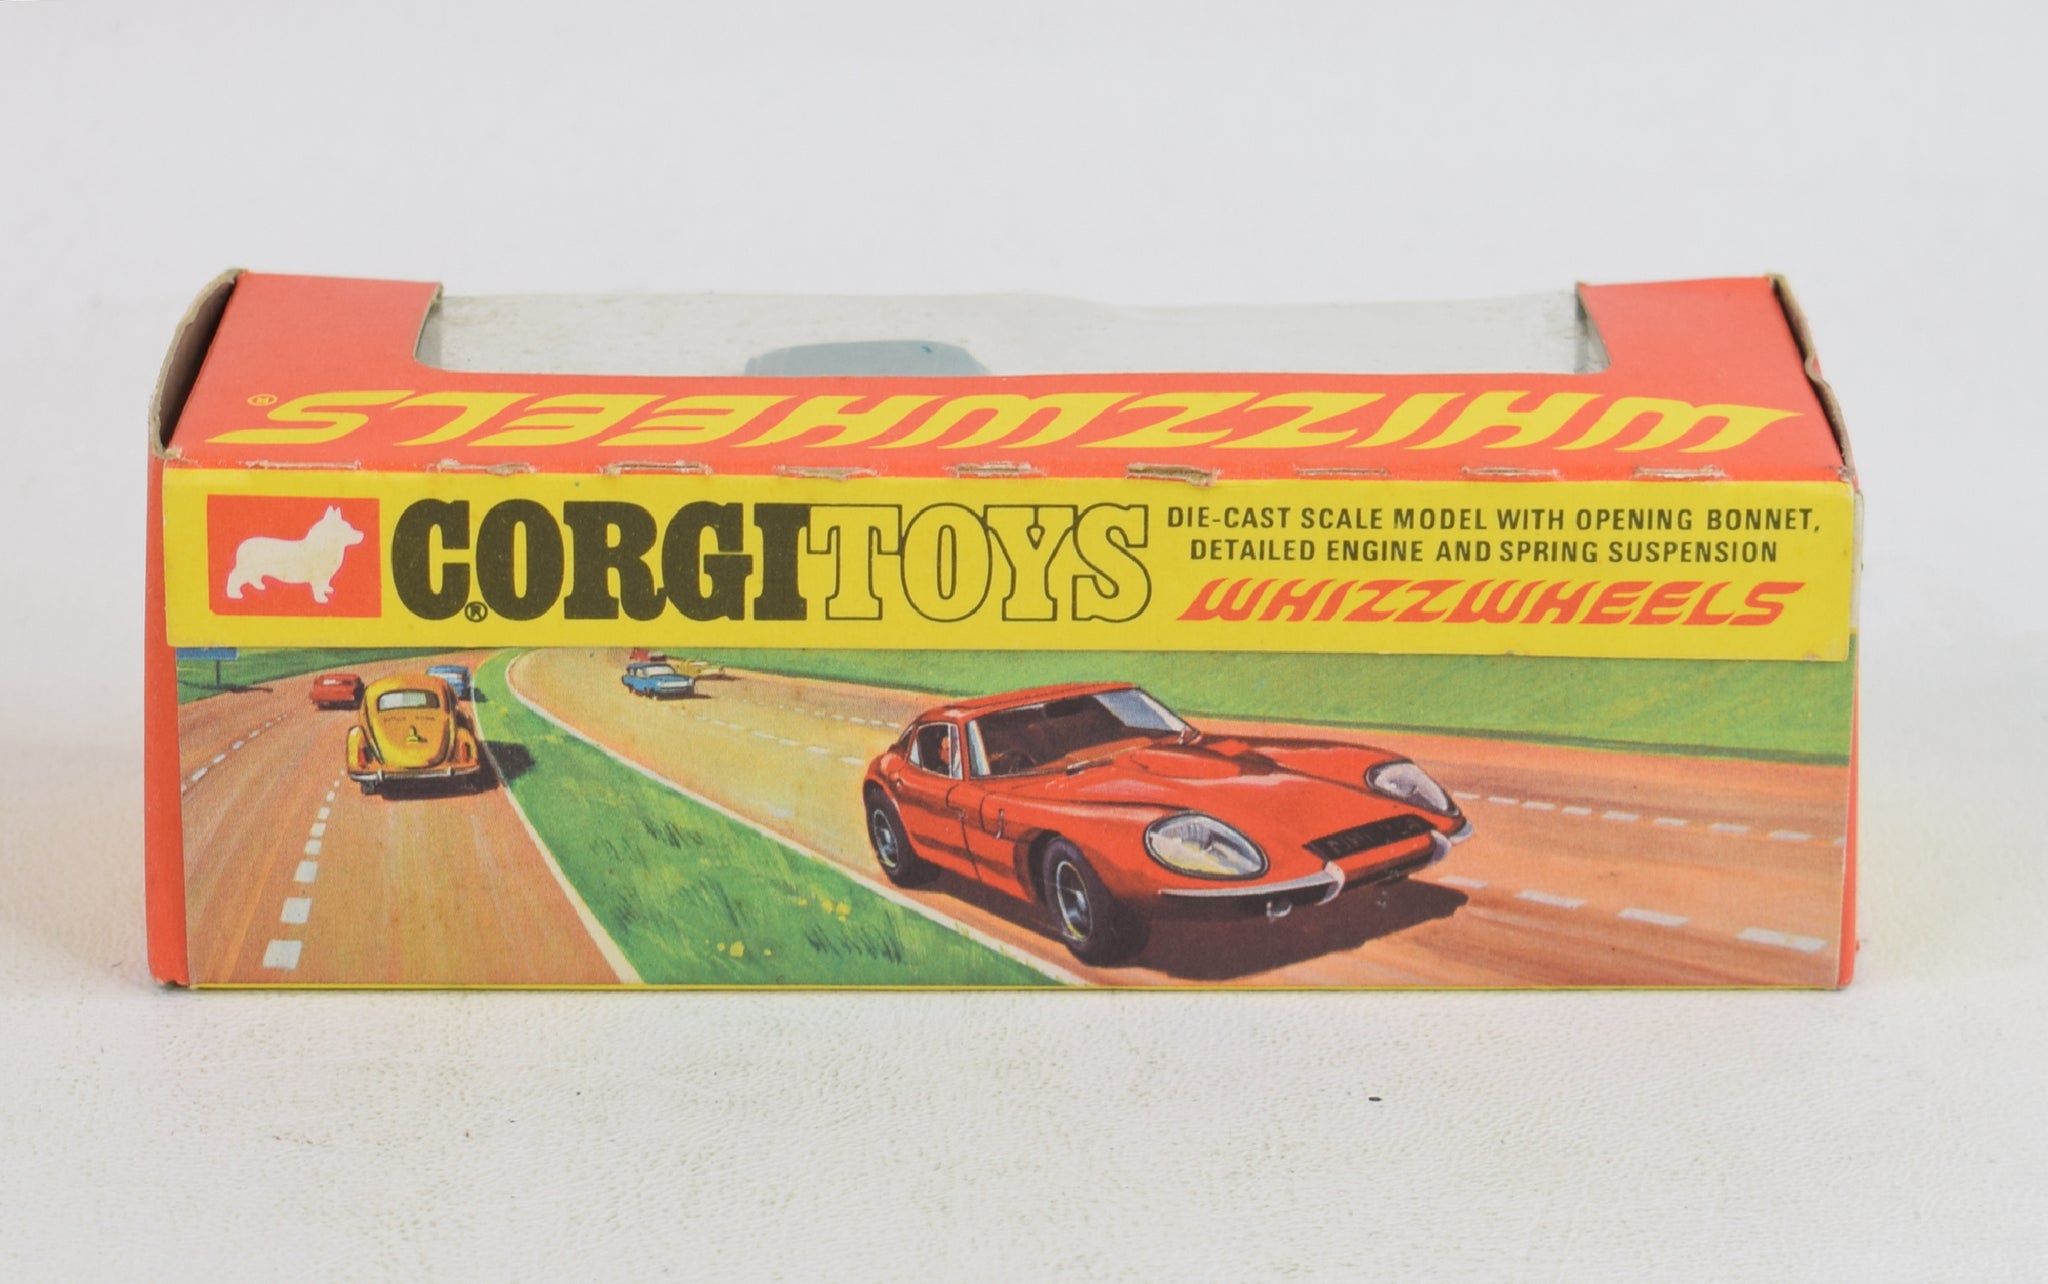 WHIZZWHEELS®
CORGI®TOYS
DIE-CAST SCALE MODEL WITH OPENING BONNET,
DETAILED ENGINE AND SPRING SUSPENSION
WHIZZWHEELS